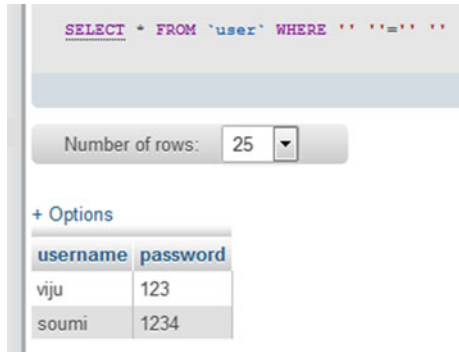 SELECT * FROM `user` WHERE '' ''='' ''
Number of rows: 25
+ Options
username password
viju 123
soumi 1234